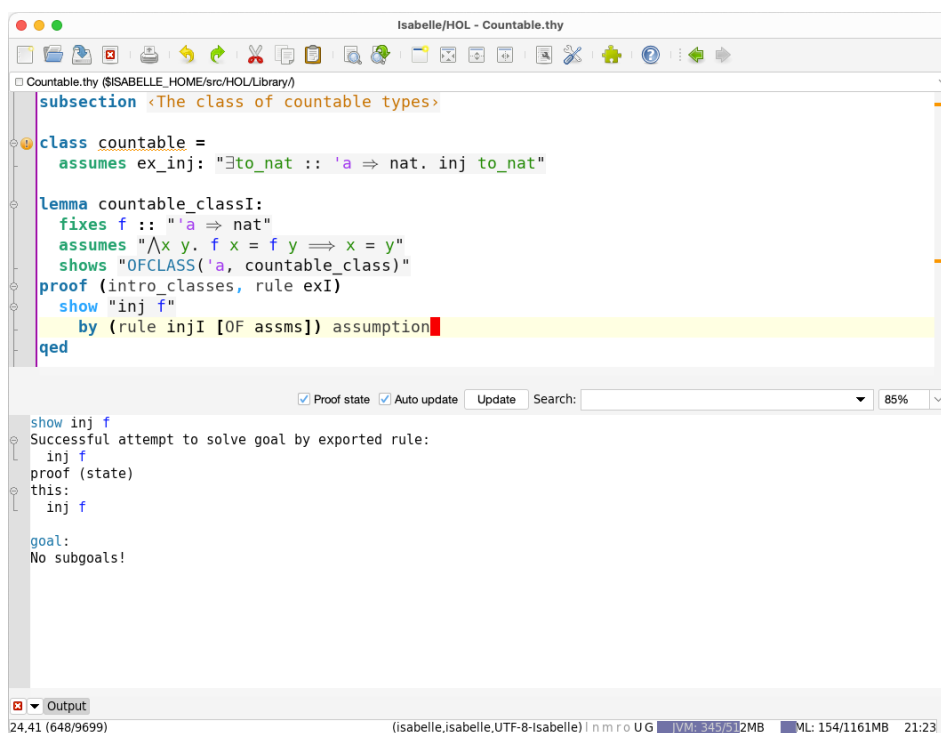 Isabelle/HOL - Countable.thy
Countable.thy ($ISABELLE_HOME/src/HOL/Library/)
subsection ‹The class of countable types›
class countable =
assumes ex_inj: "∃to_nat :: 'a ⇒ nat. inj to_nat"
lemma countable_classI:
fixes f :: "'a ⇒ nat"
assumes "⋀x y. f x = f y ⟹ x = y"
shows "OFCLASS('a, countable_class)"
proof (intro_classes, rule exI)
show "inj f"
by (rule injI [OF assms]) assumption
qed
Proof state Auto update Update Search: 85%
show inj f
Successful attempt to solve goal by exported rule:
inj f
proof (state)
this:
inj f
goal:
No subgoals!
Output
24,41 (648/9699) (isabelle,isabelle,UTF-8-Isabelle) | n m r o U G JVM: 345/512MB ML: 154/1161MB 21:23